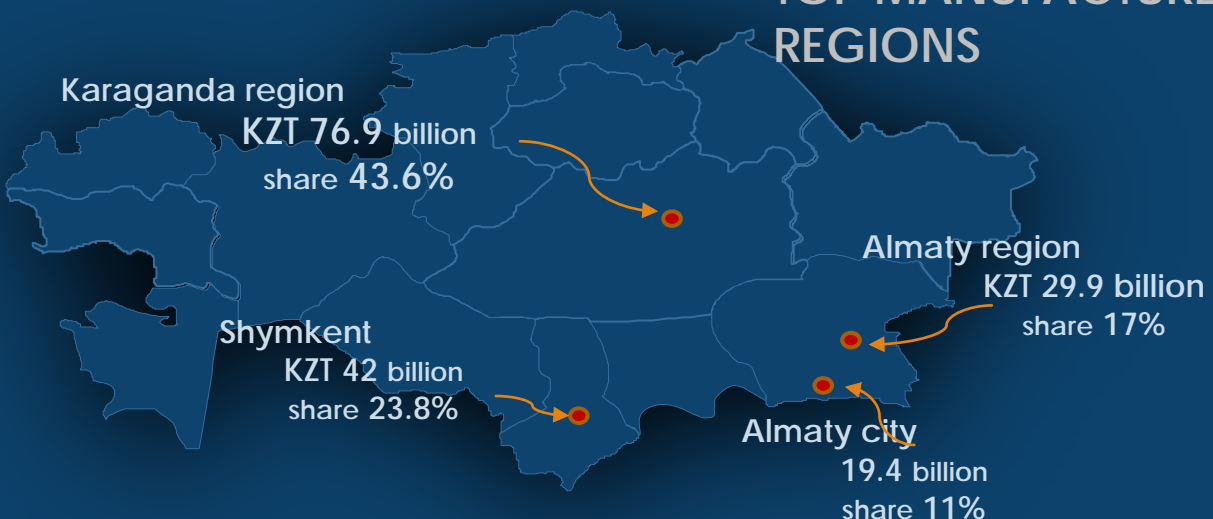 REGIONS
Karaganda region
KZT 76.9 billion
share 43.6%
Almaty region
KZT 29.9 billion
share 17%
Shymkent
KZT 42 billion
share 23.8%
Almaty city
19.4 billion
share 11%